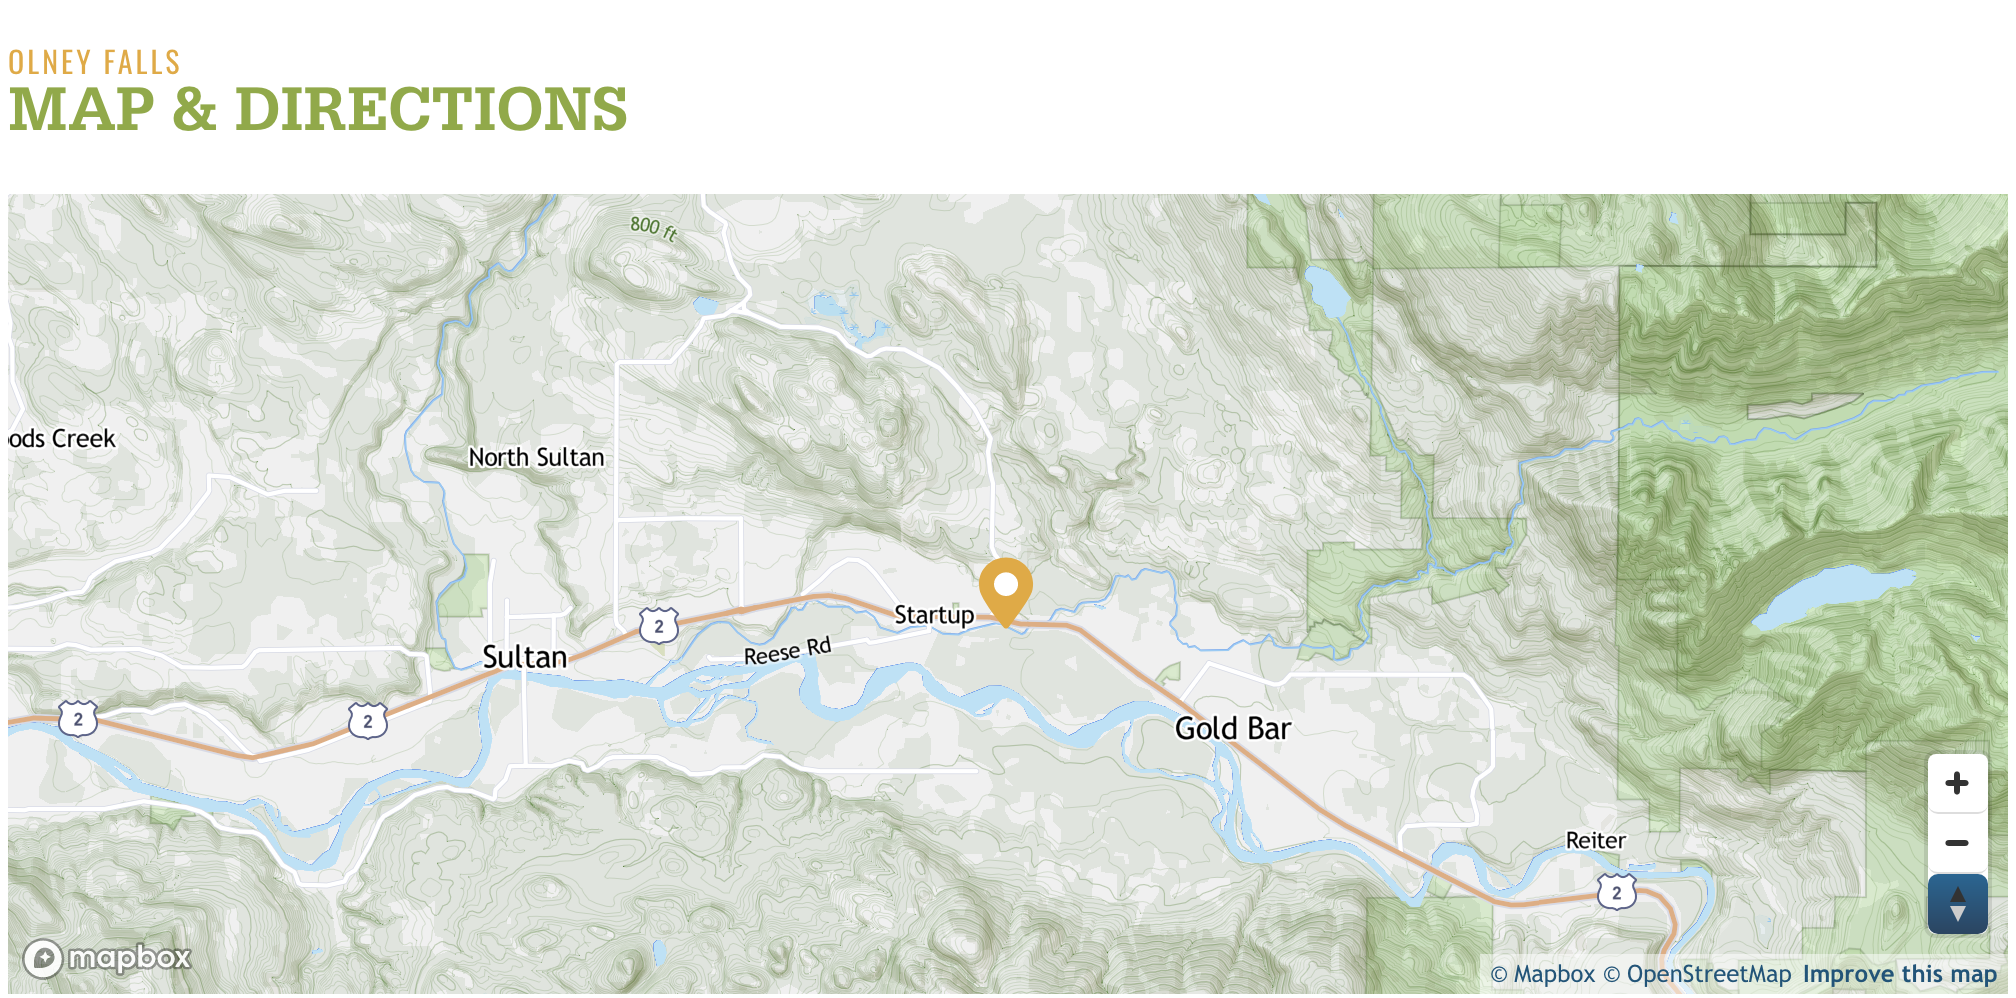 OLNEY FALLS
MAP & DIRECTIONS
800 ft
ods Creek
North Sultan
Startup
2
Reese Rd
Sultan
2
2
Gold Bar
Reiter
2
mapbox
© Mapbox © OpenStreetMap Improve this map